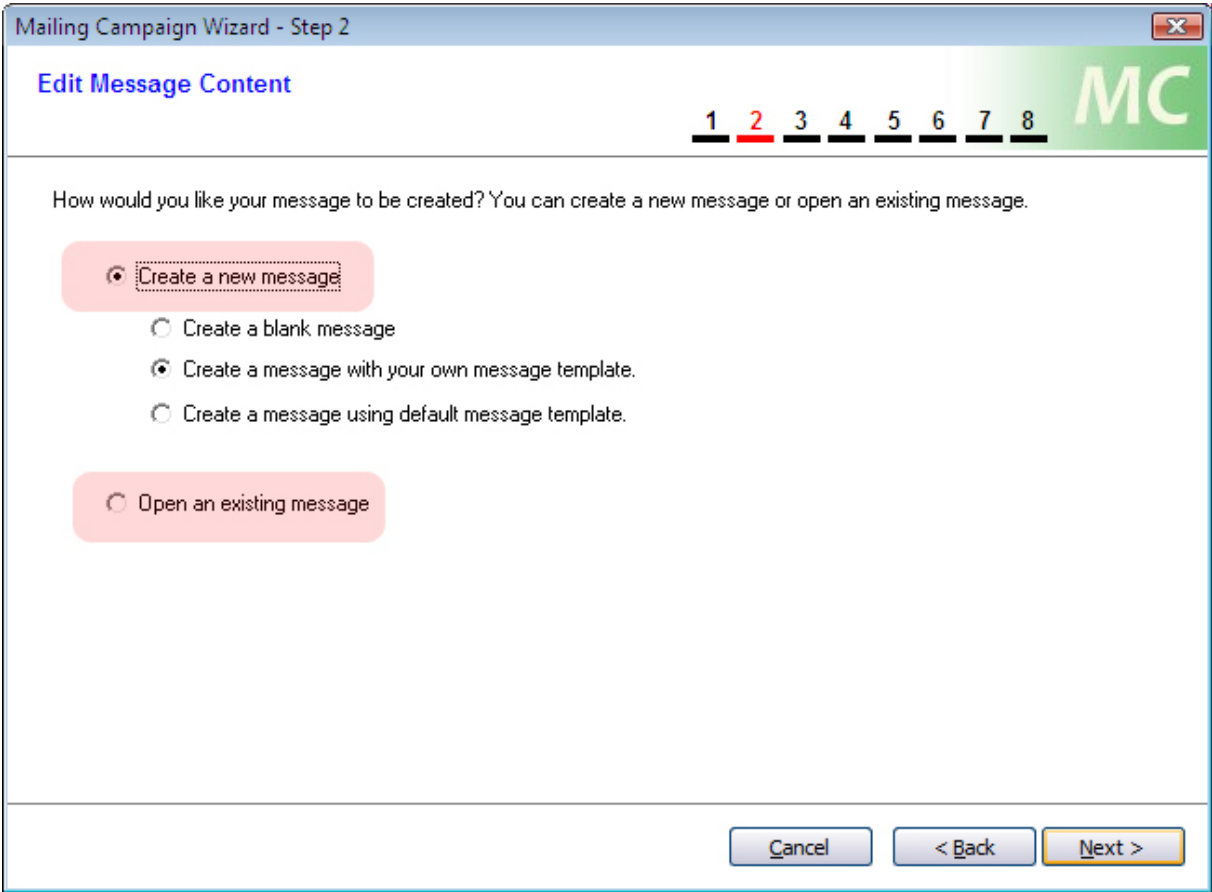 Mailing Campaign Wizard - Step 2
Edit Message Content
MC
1 2 3 4 5 6 7 8
How would you like your message to be created? You can create a new message or open an existing message.
Create a new message
Create a blank message
Create a message with your own message template.
Create a message using default message template.
Open an existing message
Cancel < Back Next >